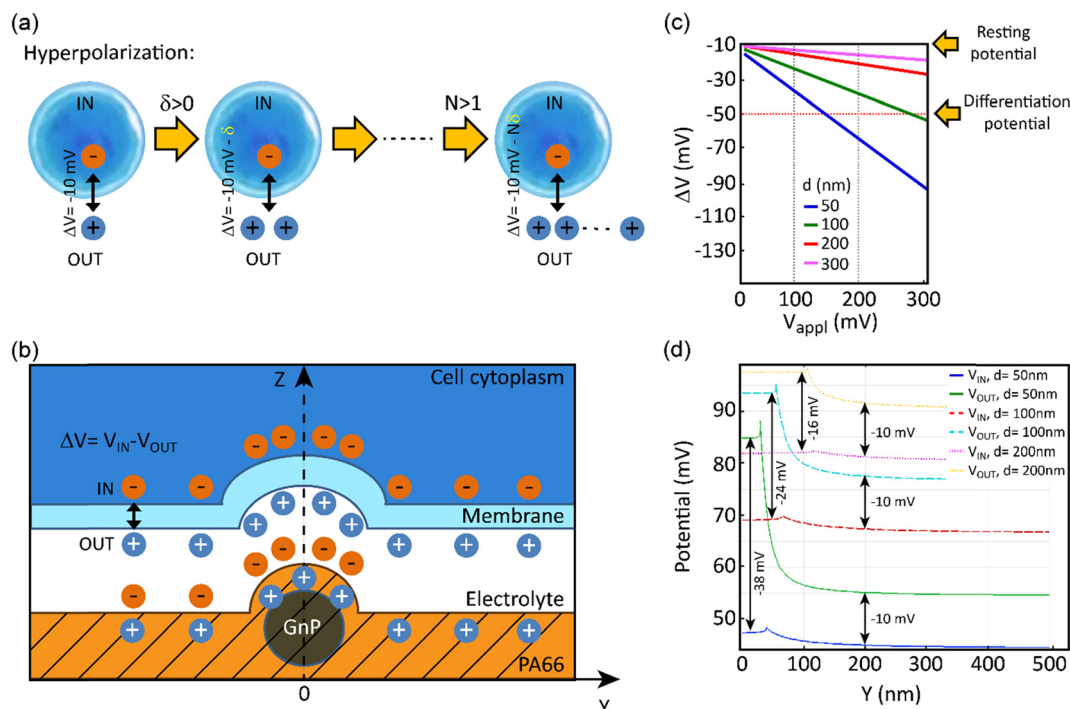 (a)
Hyperpolarization:
IN
δ>0
IN
N>1
IN
ΔV= -10 mV
ΔV= -10 mV - δ
ΔV= -10 mV - Nδ
-
-
-
+
+ +
+ + ---- +
OUT
OUT
OUT
(b)
Z
Cell cytoplasm
ΔV= V_IN-V_OUT
IN
Membrane
OUT
Electrolyte
GnP
PA66
0
Y
(c)
ΔV (mV)
-10
-30
-50
-70
-90
-110
-130
d (nm)
50
100
200
300
0 100 200 300
V_appl (mV)
Resting
potential
Differentiation
potential
(d)
Potential (mV)
90
80
70
60
50
-38 mV
-24 mV
-16 mV
-10 mV
-10 mV
-10 mV
V_IN, d= 50nm
V_OUT, d= 50nm
V_IN, d= 100nm
V_OUT, d= 100nm
V_IN, d= 200nm
V_OUT, d= 200nm
0 100 200 300 400 500
Y (nm)